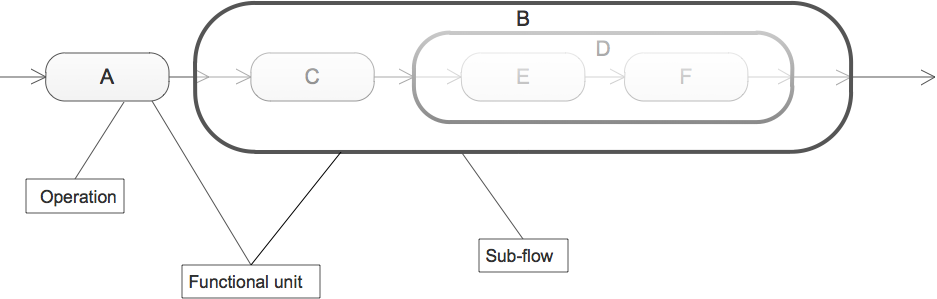 B
D
A
C
E
F
Operation
Sub-flow
Functional unit